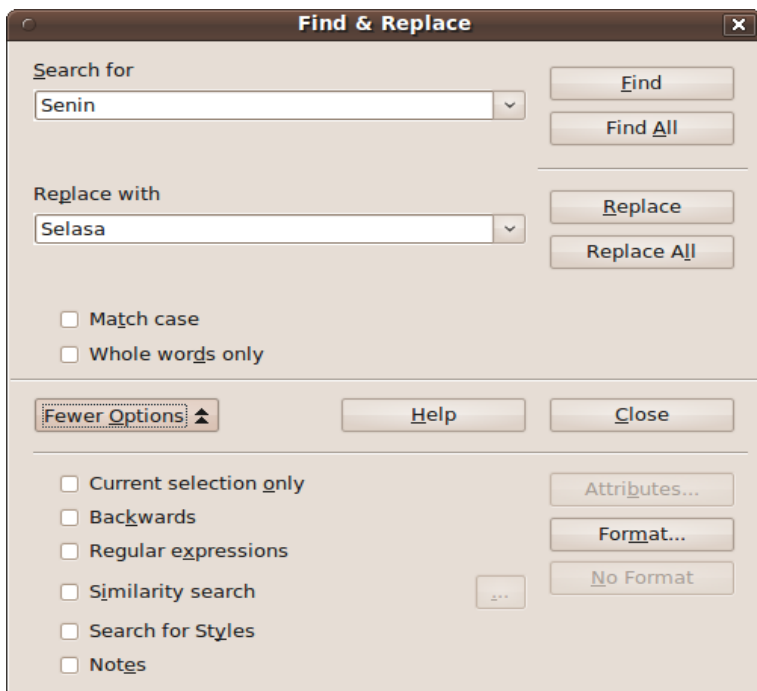 Find & Replace
Search for
Senin
Find
Find All
Replace with
Selasa
Replace
Replace All
Match case
Whole words only
Fewer Options
Help
Close
Current selection only
Backwards
Regular expressions
Similarity search
...
Search for Styles
Notes
Attributes...
Format...
No Format